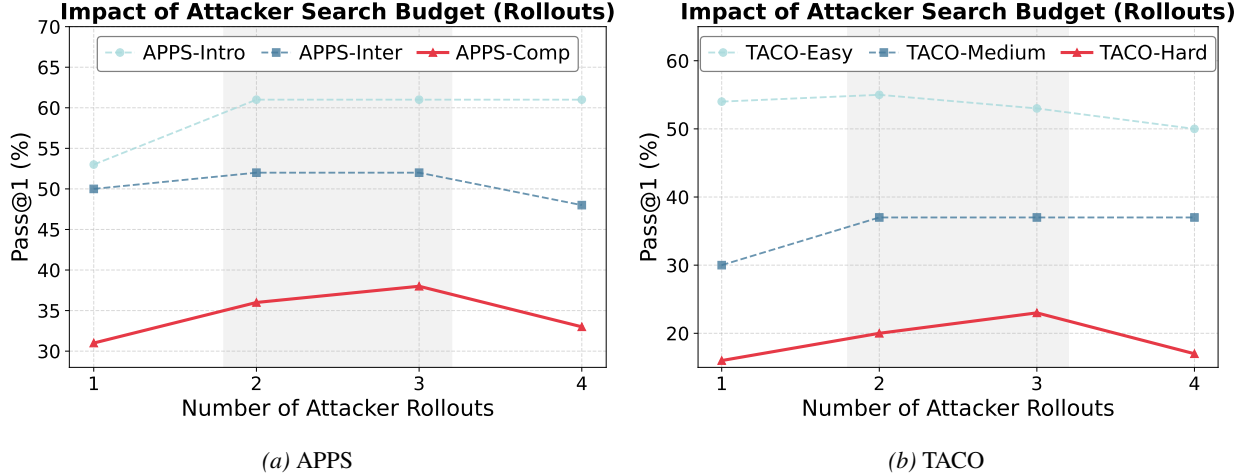 Impact of Attacker Search Budget (Rollouts)
APPS-Intro APPS-Inter APPS-Comp
Pass@1 (%)
70
65
60
55
50
45
40
35
30
1 2 3 4
Number of Attacker Rollouts
(a) APPS
Impact of Attacker Search Budget (Rollouts)
TACO-Easy TACO-Medium TACO-Hard
Pass@1 (%)
60
50
40
30
20
1 2 3 4
Number of Attacker Rollouts
(b) TACO